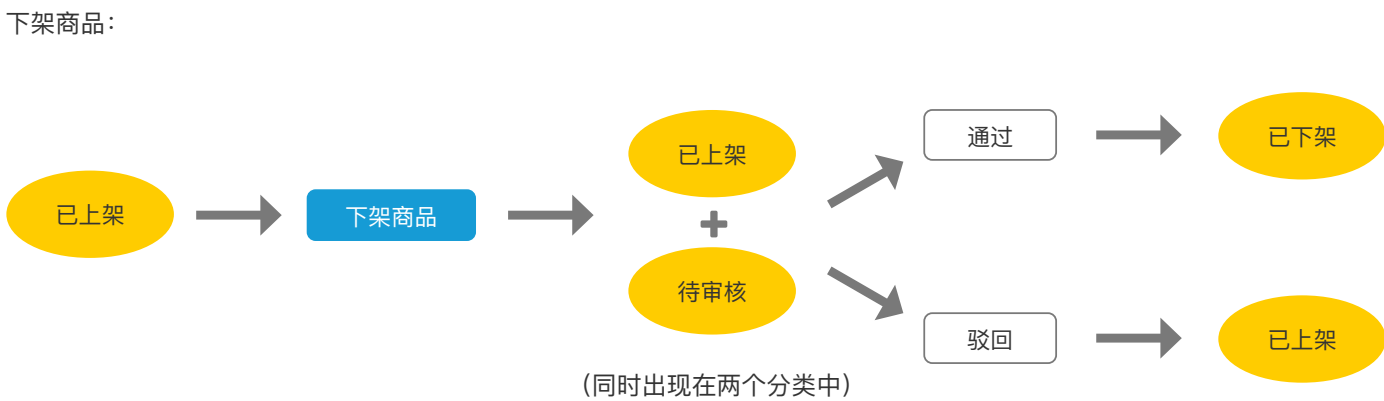 下架商品：
已上架
下架商品
已上架
+
待审核
（同时出现在两个分类中）
通过
已下架
驳回
已上架